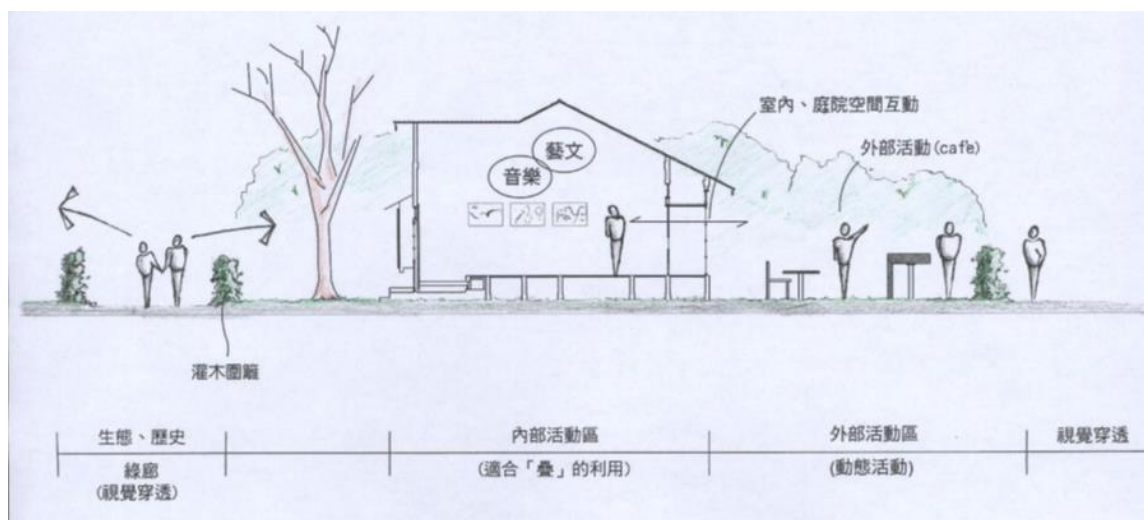 室內、庭院空間互動
藝文
外部活動(cafe)
音樂
灌木圍籬
生態、歷史
內部活動區
外部活動區
視覺穿透
綠廊
(視覺穿透)
(適合「疊」的利用)
(動態活動)